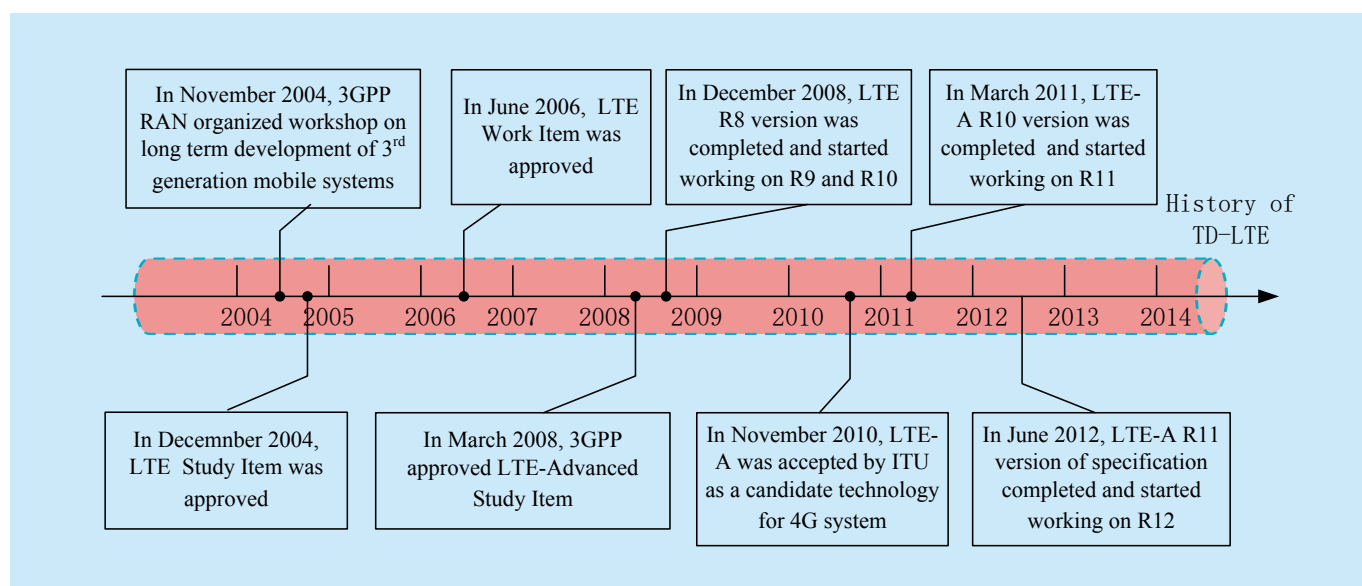 In November 2004, 3GPP
RAN organized workshop on
long term development of 3rd
generation mobile systems
In June 2006, LTE
Work Item was
approved
In December 2008, LTE
R8 version was
completed and started
working on R9 and R10
In March 2011, LTE-
A R10 version was
completed and started
working on R11
History of
TD-LTE
2004 2005 2006 2007 2008 2009 2010 2011 2012 2013 2014
In Decemnber 2004,
LTE Study Item was
approved
In March 2008, 3GPP
approved LTE-Advanced
Study Item
In November 2010, LTE-
A was accepted by ITU
as a candidate technology
for 4G system
In June 2012, LTE-A R11
version of specification
completed and started
working on R12